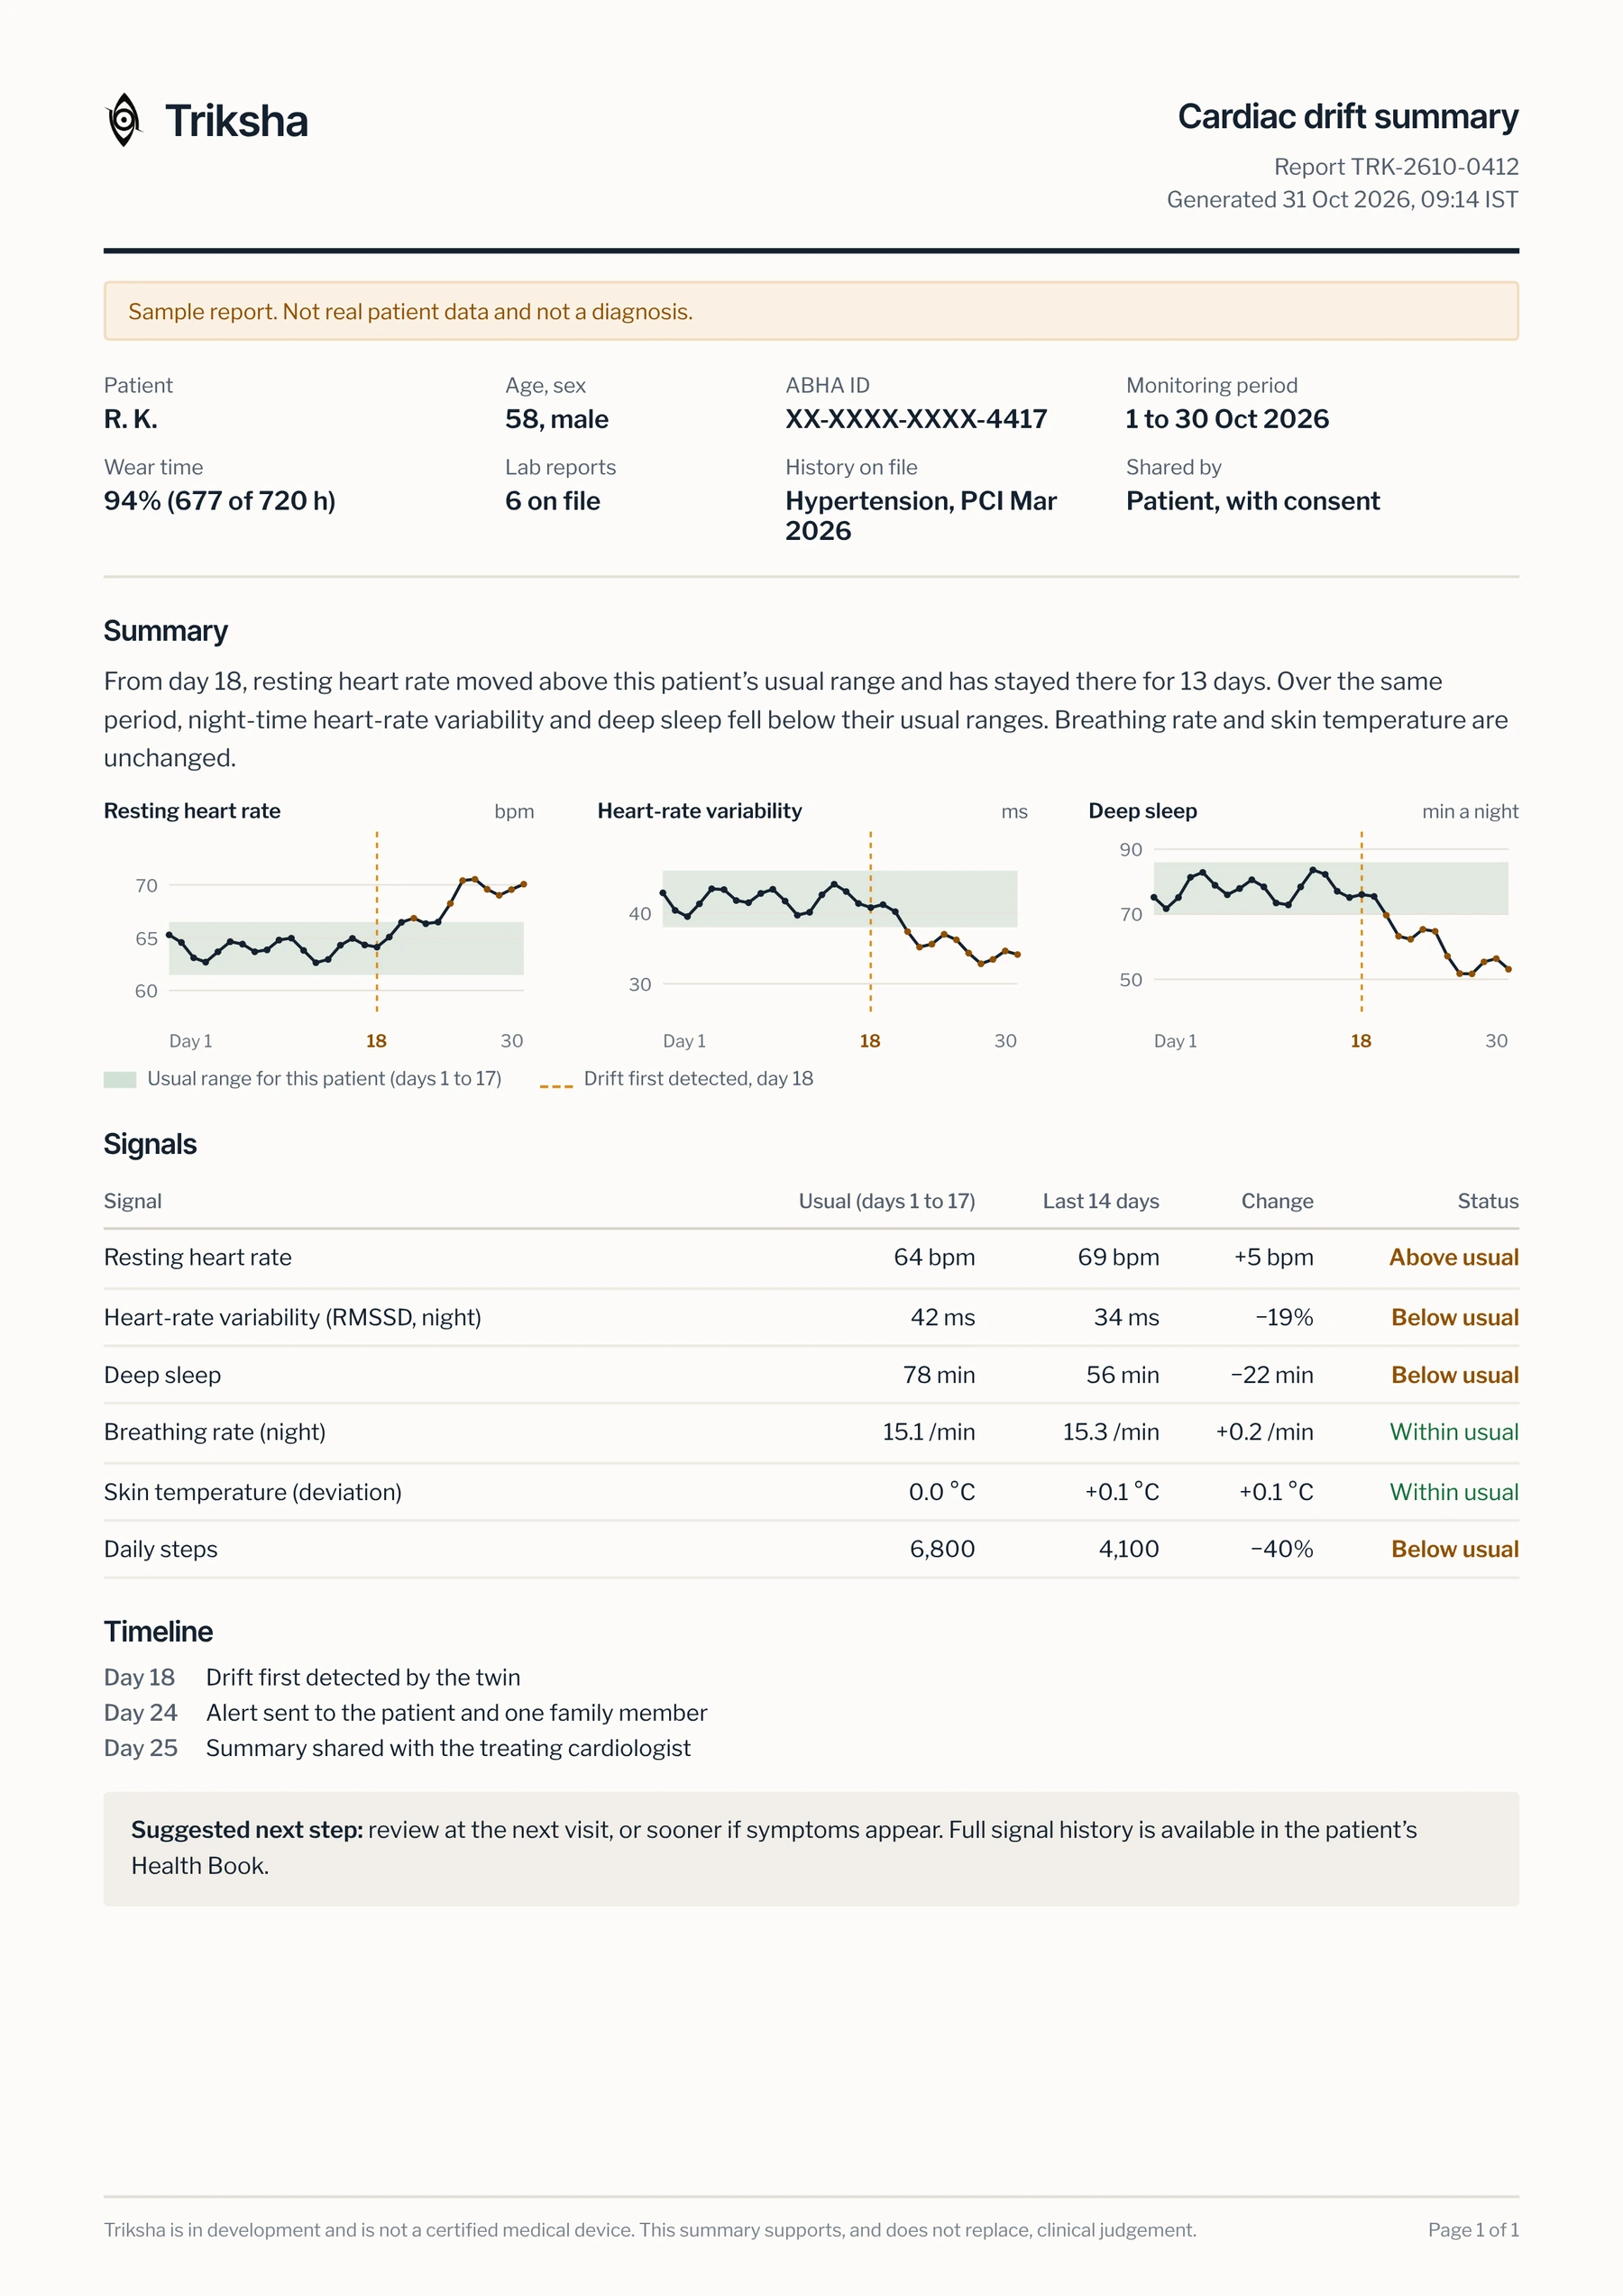 Triksha
Cardiac drift summary
Report TRK-2610-0412
Generated 31 Oct 2026, 09:14 IST
Sample report. Not real patient data and not a diagnosis.
Patient
R. K.
Age, sex
58, male
ABHA ID
XX-XXXX-XXXX-4417
Monitoring period
1 to 30 Oct 2026
Wear time
94% (677 of 720 h)
Lab reports
6 on file
History on file
Hypertension, PCI Mar
2026
Shared by
Patient, with consent
Summary
From day 18, resting heart rate moved above this patient’s usual range and has stayed there for 13 days. Over the same
period, night-time heart-rate variability and deep sleep fell below their usual ranges. Breathing rate and skin temperature are
unchanged.
Resting heart rate bpm
70
65
60
Day 1 18 30
Heart-rate variability ms
40
30
Day 1 18 30
Deep sleep min a night
90
70
50
Day 1 18 30
Usual range for this patient (days 1 to 17) Drift first detected, day 18
Signals
Signal Usual (days 1 to 17) Last 14 days Change Status
Resting heart rate 64 bpm 69 bpm +5 bpm Above usual
Heart-rate variability (RMSSD, night) 42 ms 34 ms −19% Below usual
Deep sleep 78 min 56 min −22 min Below usual
Breathing rate (night) 15.1 /min 15.3 /min +0.2 /min Within usual
Skin temperature (deviation) 0.0 °C +0.1 °C +0.1 °C Within usual
Daily steps 6,800 4,100 −40% Below usual
Timeline
Day 18 Drift first detected by the twin
Day 24 Alert sent to the patient and one family member
Day 25 Summary shared with the treating cardiologist
Suggested next step: review at the next visit, or sooner if symptoms appear. Full signal history is available in the patient’s
Health Book.
Triksha is in development and is not a certified medical device. This summary supports, and does not replace, clinical judgement.
Page 1 of 1